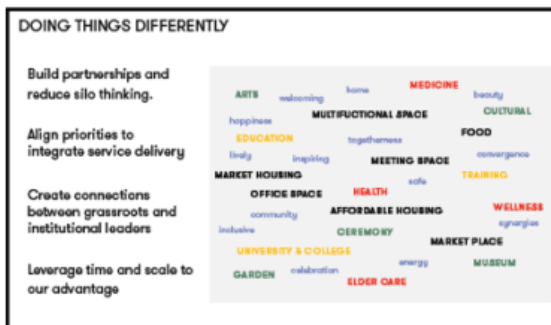 DOING THINGS DIFFERENTLY
Build partnerships and
reduce silo thinking.
Align priorities to
integrate service delivery
Create connections
between grassroots and
institutional leaders
Leverage time and scale to
our advantage
ARTS welcoming home MEDICINE beauty
happiness MULTIFUCTIONAL SPACE CULTURAL
EDUCATION togetherness FOOD
lively inspiring MEETING SPACE convergence
MARKET HOUSING safe TRAINING
OFFICE SPACE HEALTH
community AFFORDABLE HOUSING WELLNESS
inclusive CEREMONY synergies
UNIVERSITY & COLLEGE MARKET PLACE
GARDEN celebration energy MUSEUM
ELDER CARE